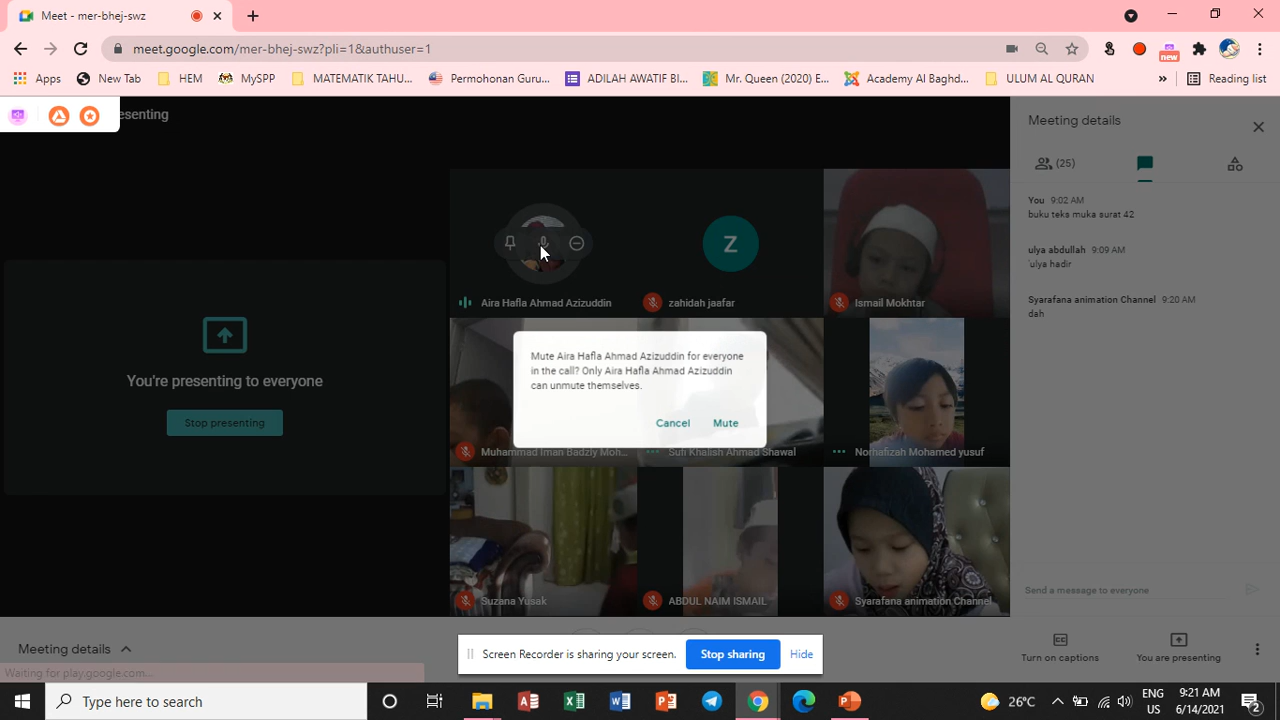 Meet - mer-bhej-swz
meet.google.com/mer-bhej-swz?pli=1&authuser=1
new
Apps
New Tab
HEM
MySPP
MATEMATIK TAHU...
Permohonan Guru...
ADILAH AWATIF BI...
Mr. Queen (2020) E...
Academy Al Baghd...
ULUM AL QURAN
»
Reading list
presenting
Meeting details
(25)
You 9:02 AM
buku teks muka surat 42
ulya abdullah 9:09 AM
'ulya hadir
Syarafana animation Channel 9:20 AM
dah
You're presenting to everyone
Stop presenting
Aira Hafla Ahmad Azizuddin
Z
zahidah jaafar
Ismail Mokhtar
Mute Aira Hafla Ahmad Azizuddin for everyone
in the call? Only Aira Hafla Ahmad Azizuddin
can unmute themselves.
Cancel
Mute
Muhammad Iman Badziy Moh...
Sufi Khalish Ahmad Shawal
Norhafizah Mohamed yusuf
Suzana Yusak
ABDUL NAIM ISMAIL
Syarafana animation Channel
Send a message to everyone
Meeting details
Waiting for play.google.com...
Screen Recorder is sharing your screen.
Stop sharing
Hide
CC
Turn on captions
You are presenting
Type here to search
26°C
ENG
US
9:21 AM
6/14/2021
2